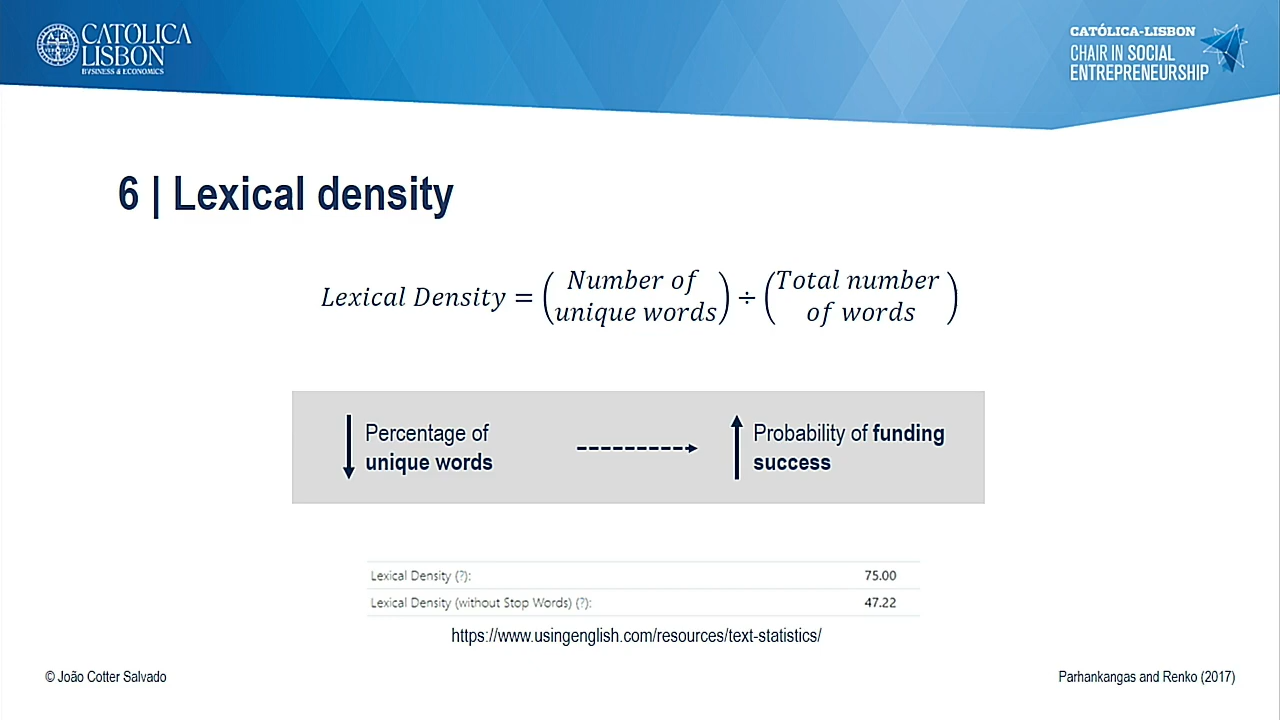 CATÓLICA
LISBON
BUSINESS & ECONOMICS
CATÓLICA-LISBON
CHAIR IN SOCIAL
ENTREPRENEURSHIP
6 | Lexical density
Lexical Density = (Number of unique words) ÷ (Total number of words)
Percentage of
unique words
Probability of funding
success
Lexical Density (?): 75.00
Lexical Density (without Stop Words) (?): 47.22
https://www.usingenglish.com/resources/text-statistics/
© João Cotter Salvado
Parhankangas and Renko (2017)